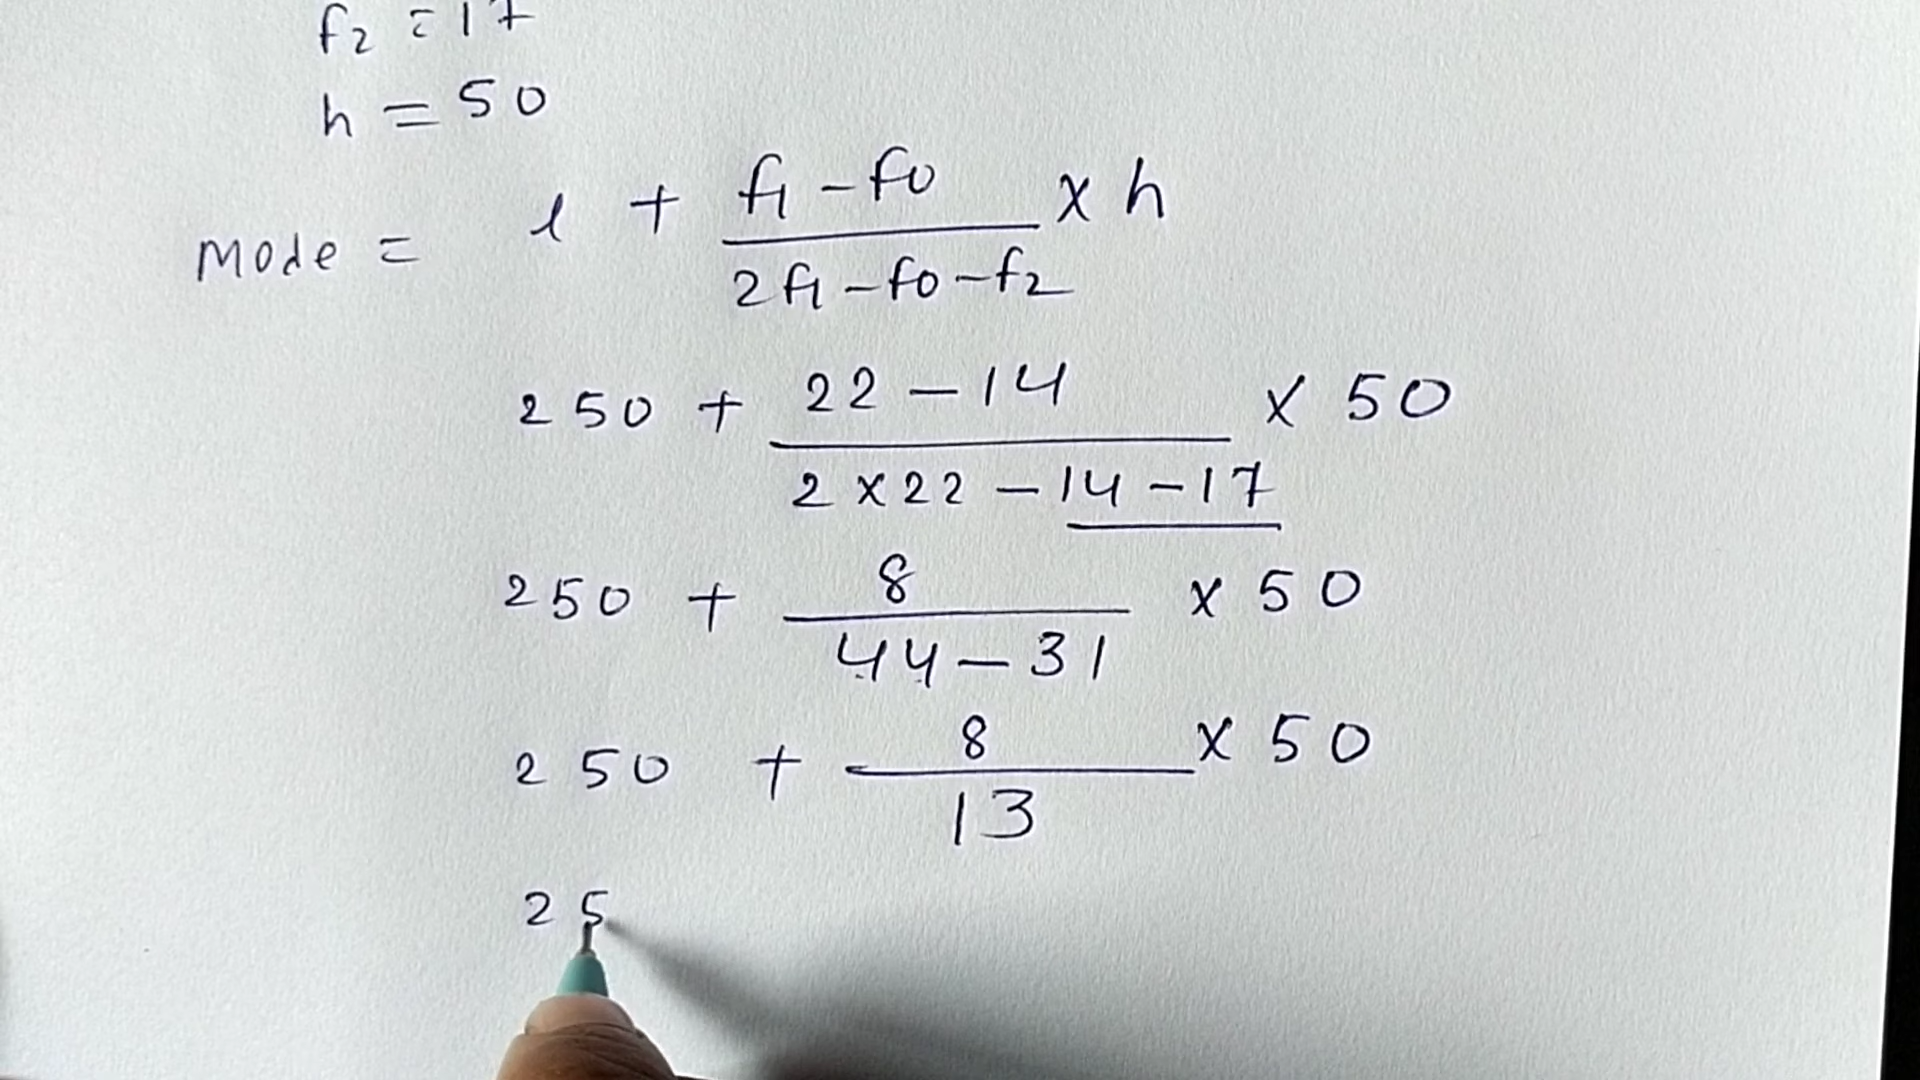 f2 = 17
h = 50
Mode = l + f1 - f0 / 2f1 - f0 - f2 x h
250 + 22 - 14 / 2 x 22 - 14 - 17 x 50
250 + 8 / 44 - 31 x 50
250 + 8 / 13 x 50
25